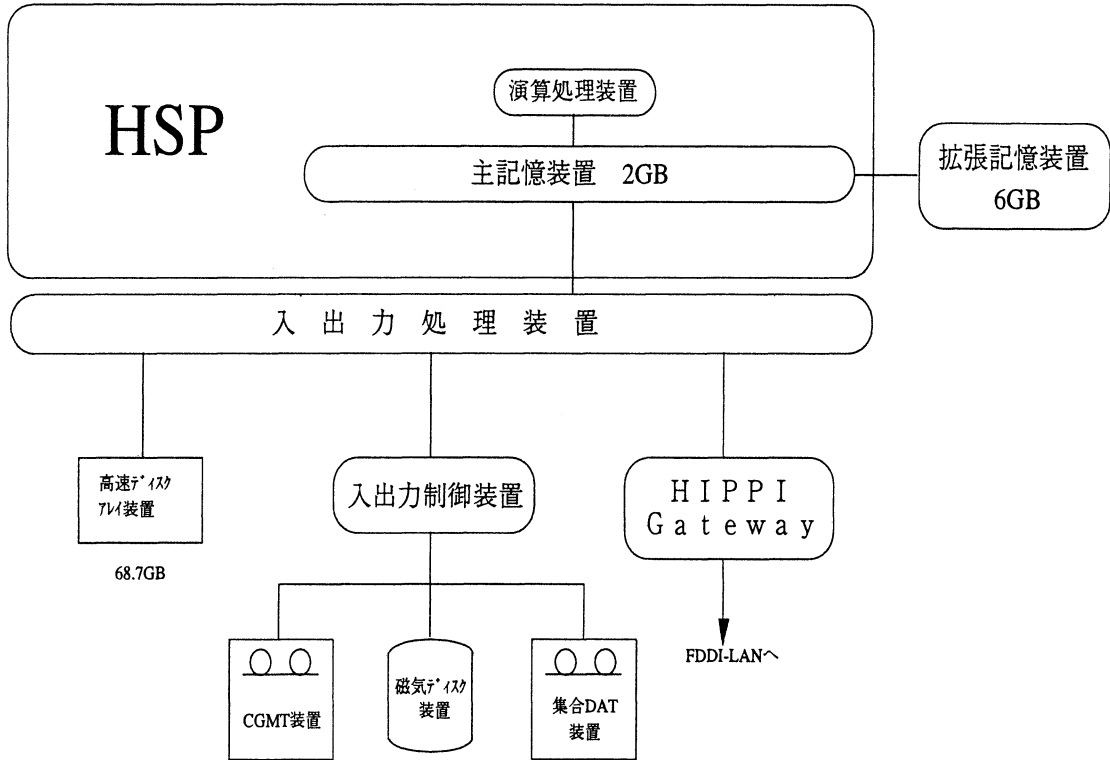 演算処理装置
HSP
主記憶装置 2GB
拡張記憶装置
6GB
入出力処理装置
高速ディスク
アレイ装置
68.7GB
入出力制御装置
HIPPI
Gateway
FDDI-LANへ
CGMT装置
磁気ディスク
装置
集合DAT
装置